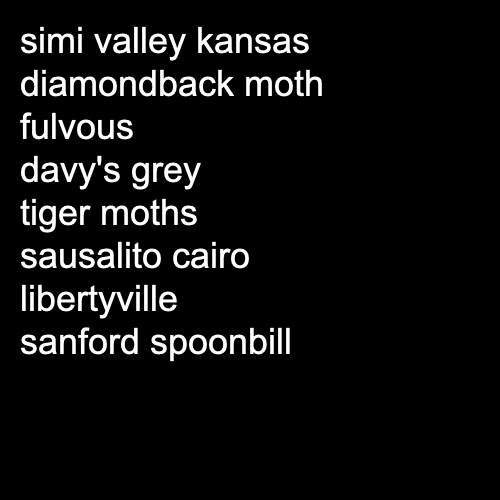 simi valley kansas
diamondback moth
fulvous
davy's grey
tiger moths
sausalito cairo
libertyville
sanford spoonbill